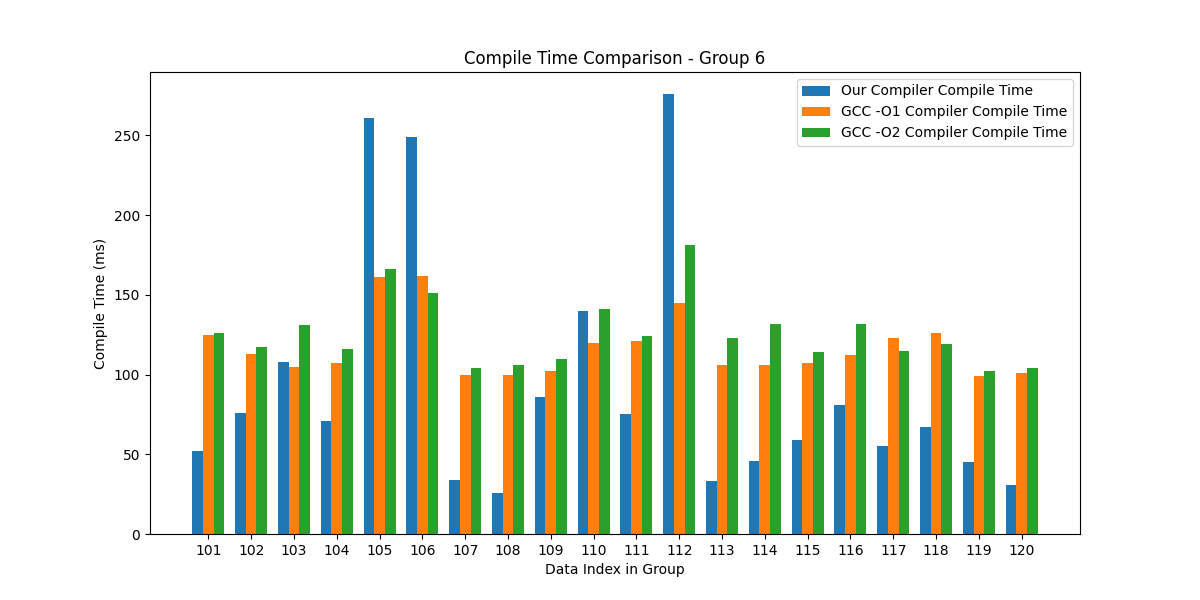 Compile Time Comparison - Group 6
Our Compiler Compile Time
GCC -O1 Compiler Compile Time
GCC -O2 Compiler Compile Time
Compile Time (ms)
250
200
150
100
50
0
101 102 103 104 105 106 107 108 109 110 111 112 113 114 115 116 117 118 119 120
Data Index in Group